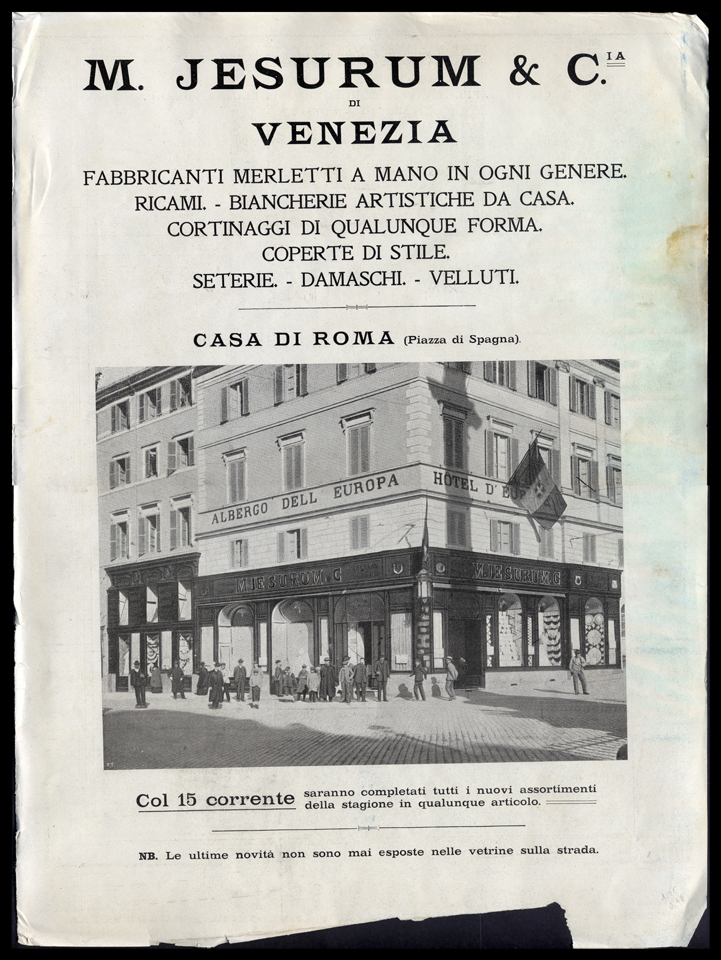 M. JESURUM & C.IA
DI
VENEZIA
FABBRICANTI MERLETTI A MANO IN OGNI GENERE.
RICAMI. - BIANCHERIE ARTISTICHE DA CASA.
CORTINAGGI DI QUALUNQUE FORMA.
COPERTE DI STILE.
SETERIE. - DAMASCHI. - VELLUTI.
CASA DI ROMA (Piazza di Spagna).
ALBERGO DELL EUROPA
HÔTEL D'EU
M. JESURUM & C
M. JESURUM & C
Col 15 corrente saranno completati tutti i nuovi assortimenti
della stagione in qualunque articolo.
NB. Le ultime novità non sono mai esposte nelle vetrine sulla strada.